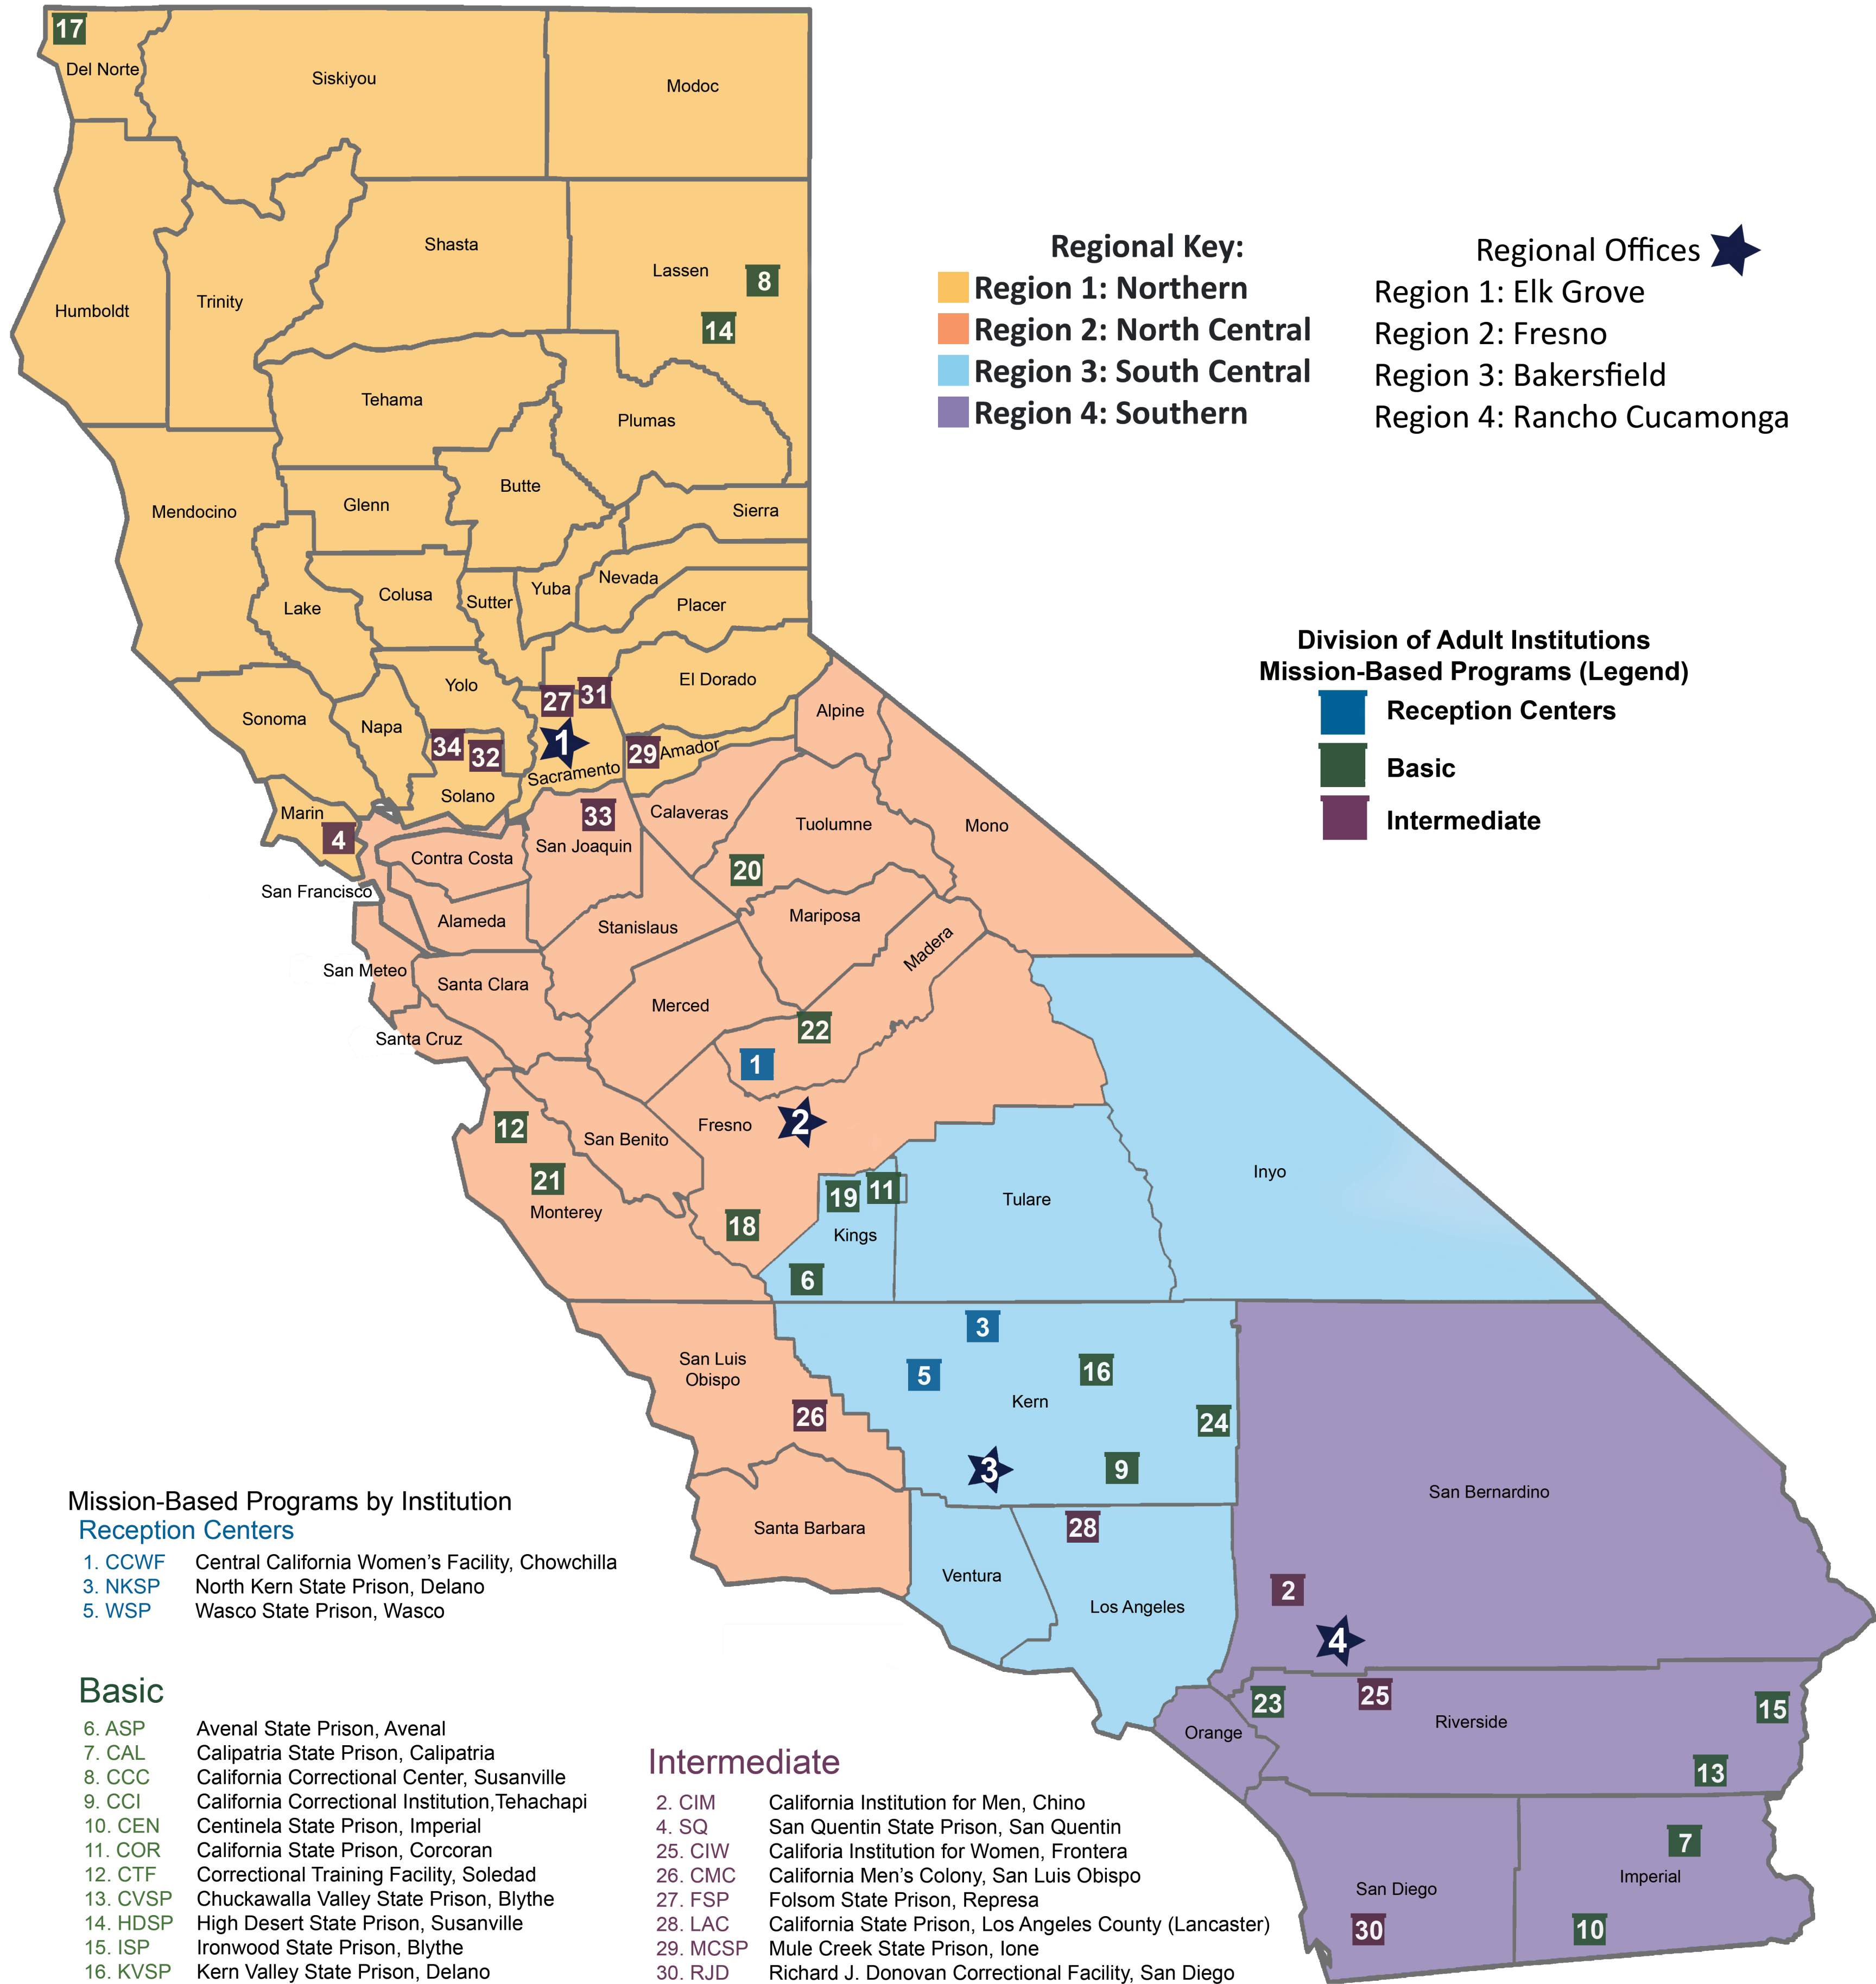 17
Del Norte
Siskiyou
Modoc
Shasta
Lassen
8
14
Humboldt
Trinity
Tehama
Plumas
Butte
Glenn
Mendocino
Sierra
Nevada
Yuba
Placer
Colusa
Sutter
Lake
El Dorado
Yolo
27
31
Sonoma
Napa
34
32
1
29
Amador
Sacramento
Solano
Marin
4
Alpine
33
Calaveras
Tuolumne
Mono
San Joaquin
Contra Costa
20
San Francisco
Alameda
Stanislaus
Mariposa
Madera
San Meteo
Santa Clara
Merced
Santa Cruz
22
1
Fresno
2
12
San Benito
21
Monterey
18
19
11
Kings
6
Tulare
Inyo
3
5
16
Kern
24
3
9
San Luis
Obispo
26
Santa Barbara
Ventura
28
Los Angeles
San Bernardino
2
4
23
25
15
Riverside
Orange
13
7
Imperial
San Diego
30
10
Regional Key:
Region 1: Northern
Region 2: North Central
Region 3: South Central
Region 4: Southern
Regional Offices
Region 1: Elk Grove
Region 2: Fresno
Region 3: Bakersfield
Region 4: Rancho Cucamonga
Division of Adult Institutions
Mission-Based Programs (Legend)
Reception Centers
Basic
Intermediate
Mission-Based Programs by Institution
Reception Centers
1. CCWF Central California Women's Facility, Chowchilla
3. NKSP North Kern State Prison, Delano
5. WSP Wasco State Prison, Wasco
Basic
6. ASP Avenal State Prison, Avenal
7. CAL Calipatria State Prison, Calipatria
8. CCC California Correctional Center, Susanville
9. CCI California Correctional Institution,Tehachapi
10. CEN Centinela State Prison, Imperial
11. COR California State Prison, Corcoran
12. CTF Correctional Training Facility, Soledad
13. CVSP Chuckawalla Valley State Prison, Blythe
14. HDSP High Desert State Prison, Susanville
15. ISP Ironwood State Prison, Blythe
16. KVSP Kern Valley State Prison, Delano
Intermediate
2. CIM California Institution for Men, Chino
4. SQ San Quentin State Prison, San Quentin
25. CIW Califoria Institution for Women, Frontera
26. CMC California Men's Colony, San Luis Obispo
27. FSP Folsom State Prison, Represa
28. LAC California State Prison, Los Angeles County (Lancaster)
29. MCSP Mule Creek State Prison, Ione
30. RJD Richard J. Donovan Correctional Facility, San Diego